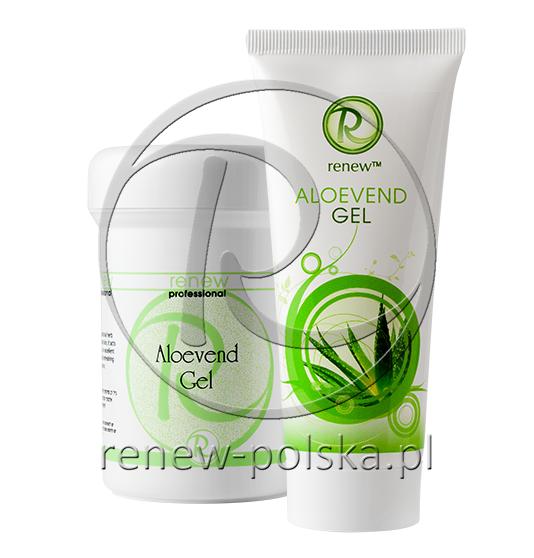 R
renew™
ALOEVEND
GEL
renew
professional
Aloevend
Gel
R
renew-polska.pl